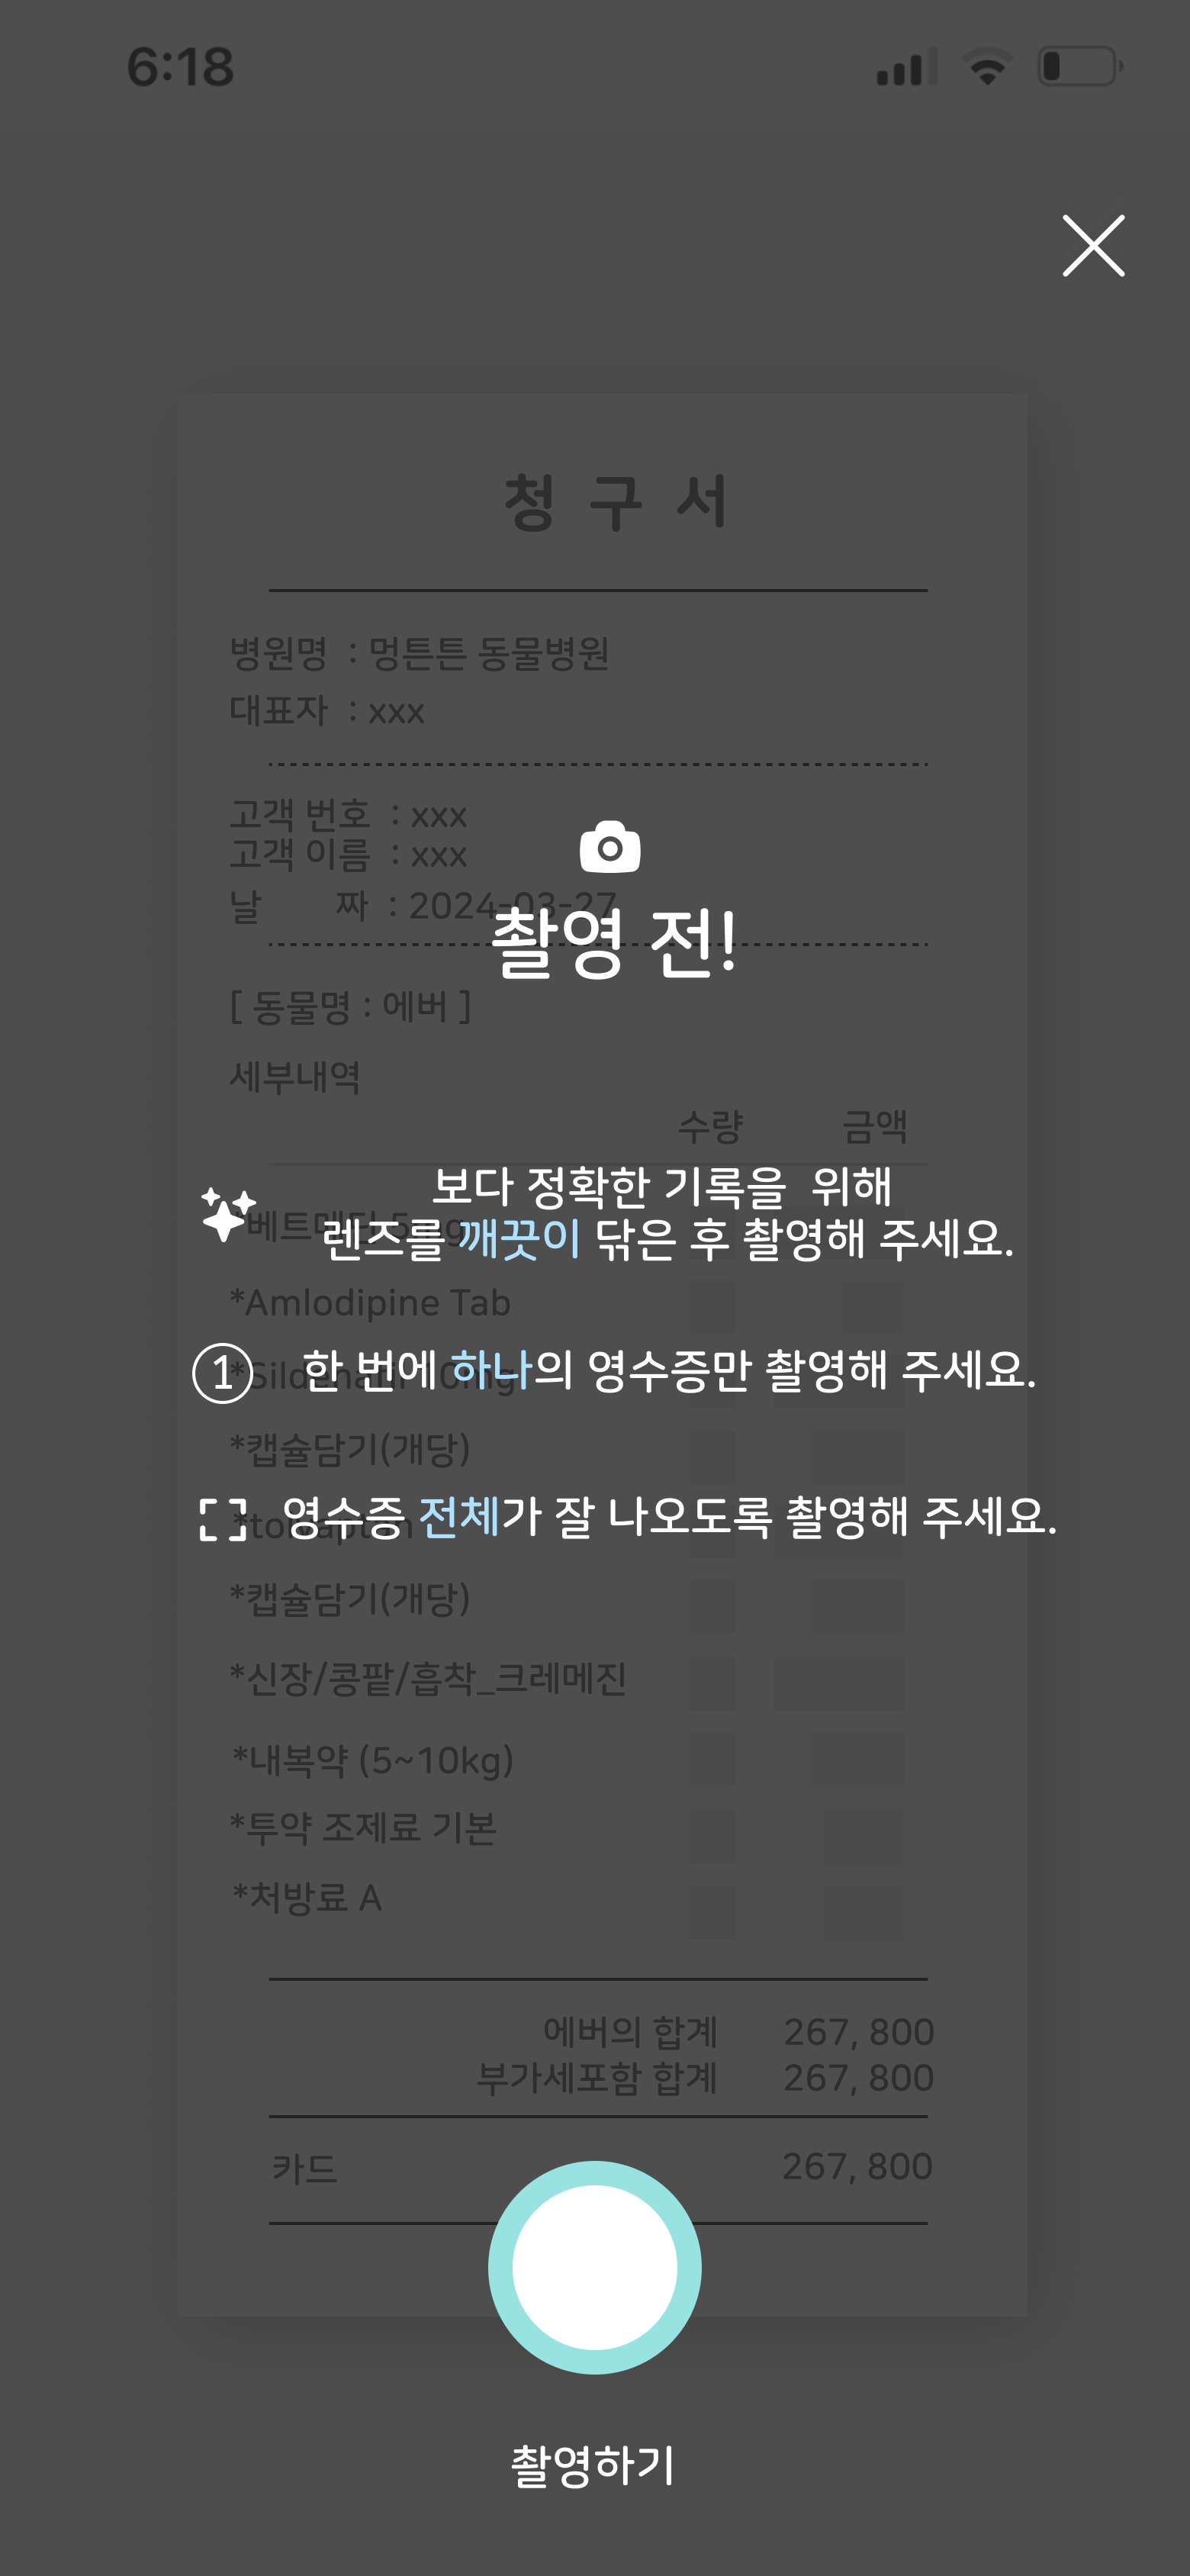 6:18
청 구 서
병원명 : 멍튼튼 동물병원
대표자 : xxx
고객 번호 : xxx
고객 이름 : xxx
날 짜 : 2024-03-27
촬영 전!
[ 동물명 : 에버 ]
세부내역
수량 금액
보다 정확한 기록을 위해
렌즈를 깨끗이 닦은 후 촬영해 주세요.
*Amlodipine Tab
1 한 번에 하나의 영수증만 촬영해 주세요.
*캡슐담기(개당)
영수증 전체가 잘 나오도록 촬영해 주세요.
*캡슐담기(개당)
*신장/콩팥/흡착_크레메진
*내복약 (5~10kg)
*투약 조제료 기본
*처방료 A
에버의 합계 267, 800
부가세포함 합계 267, 800
카드 267, 800
촬영하기